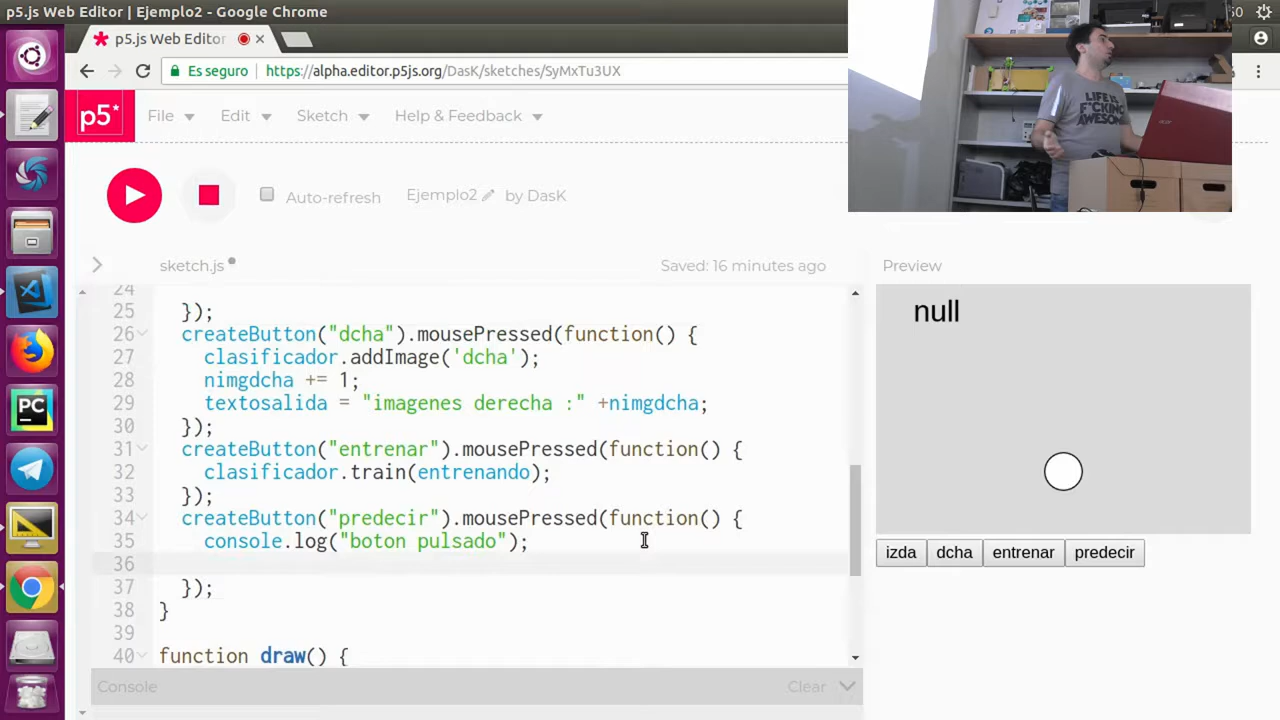 p5.js Web Editor | Ejemplo2 - Google Chrome
p5.js Web Editor
Es seguro
https://alpha.editor.p5js.org/DasK/sketches/SyMxTu3UX
p5*
File
Edit
Sketch
Help & Feedback
LIFE IS
F*CKING
AWESOME
Auto-refresh
Ejemplo2
by DasK
sketch.js
Saved: 16 minutes ago
Preview
24
25 });
26 createButton("dcha").mousePressed(function() {
27 clasificador.addImage('dcha');
28 nimgdcha += 1;
29 textosalida = "imagenes derecha :" +nimgdcha;
30 });
31 createButton("entrenar").mousePressed(function() {
32 clasificador.train(entrenando);
33 });
34 createButton("predecir").mousePressed(function() {
35 console.log("boton pulsado");
36
37 });
38 }
39
40 function draw() {
null
izda
dcha
entrenar
predecir
Console
Clear
PC